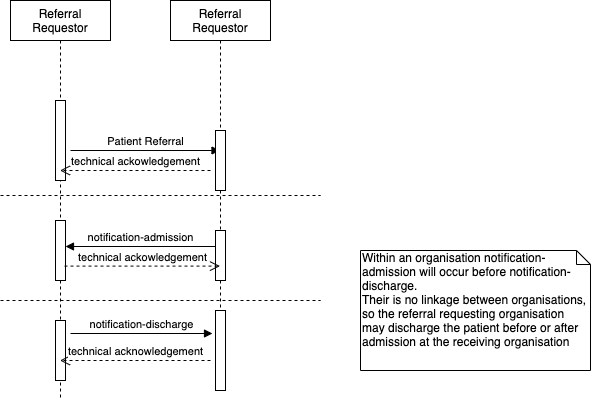 Referral
Requestor
Referral
Requestor
Patient Referral
technical ackowledgement
notification-admission
technical ackowledgement
notification-discharge
technical acknowledgement
Within an organisation notification-
admission will occur before notification-
discharge.
Their is no linkage between organisations,
so the referral requesting organisation
may discharge the patient before or after
admission at the receiving organisation